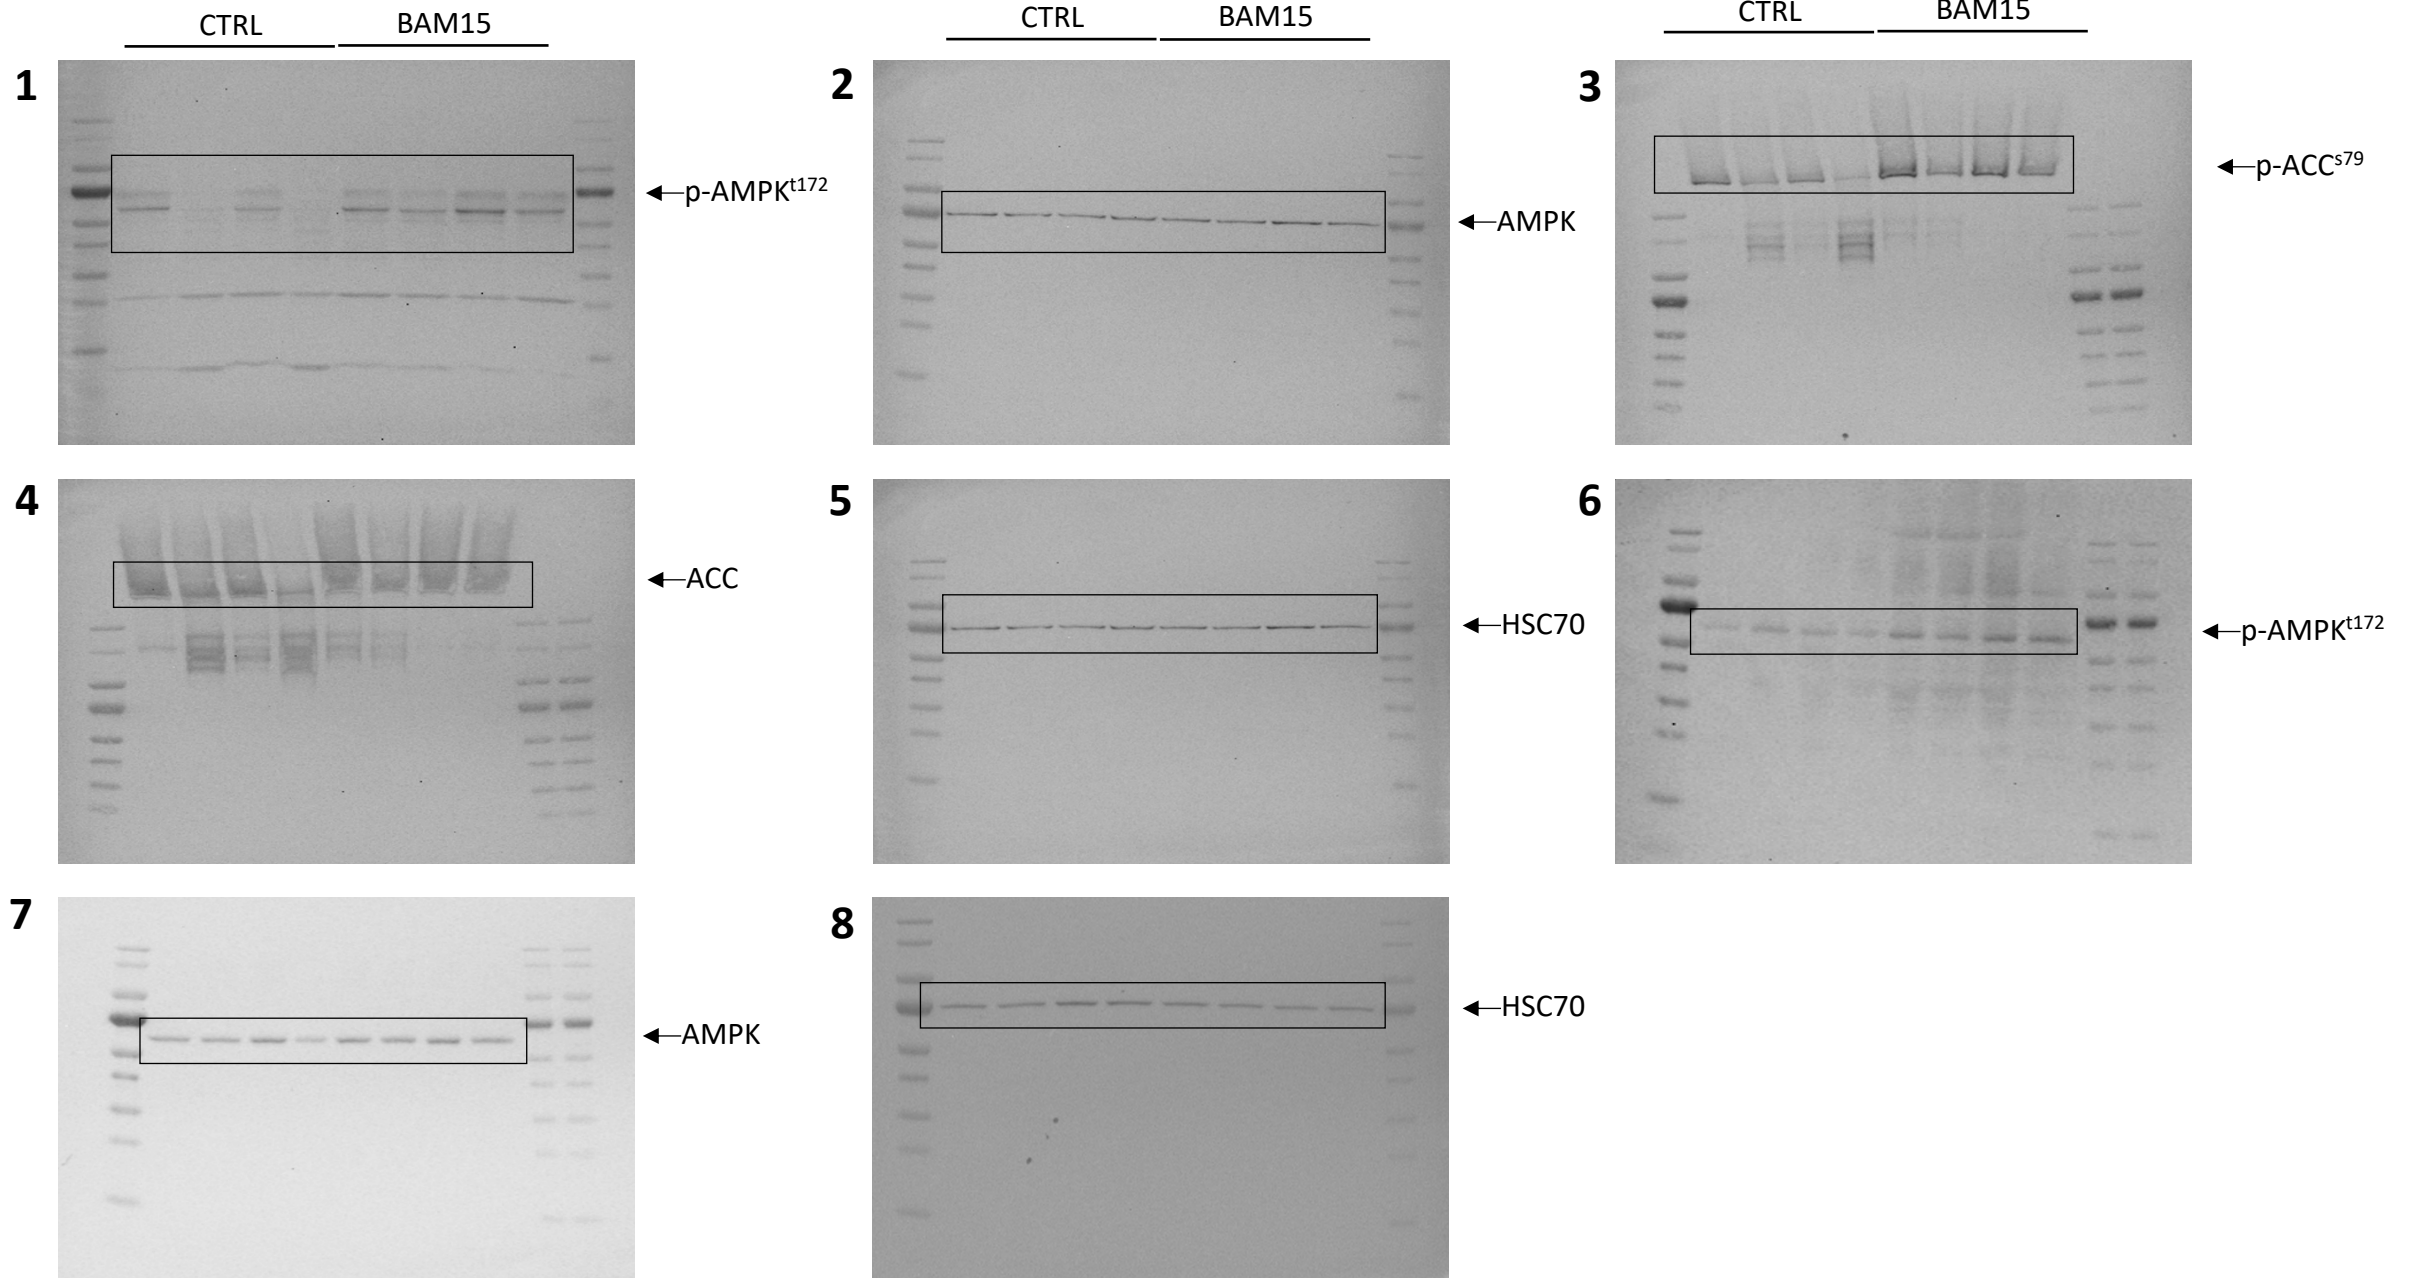 CTRL BAM15
CTRL BAM15
CTRL BAM15
1
p-AMPKᵗ¹⁷²
2
AMPK
3
p-ACCˢ⁷⁹
4
ACC
5
HSC70
6
p-AMPKᵗ¹⁷²
7
AMPK
8
HSC70